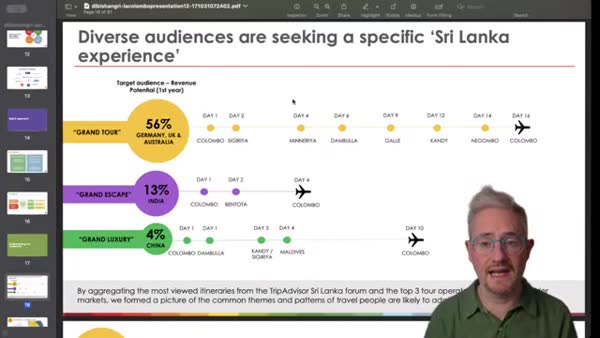 dlbishangri-lacolombopresentation12-171031072402.pdf
Page 18 of 51
Inspector
Zoom
Share
Highlight
Rotate
Markup
Form Filling
Search
12
13
14
15
16
17
18
Diverse audiences are seeking a specific ‘Sri Lanka
experience’
Target audience – Revenue
Potential (1st year)
"GRAND TOUR"
56%
GERMANY, UK &
AUSTRALIA
DAY 1
DAY 2
DAY 4
DAY 6
DAY 9
DAY 12
DAY 14
DAY 16
COLOMBO
SIGIRIYA
MINNERIYA
DAMBULLA
GALLE
KANDY
NEGOMBO
COLOMBO
"GRAND ESCAPE"
13%
INDIA
DAY 1
DAY 2
DAY 4
COLOMBO
BENTOTA
COLOMBO
"GRAND LUXURY"
4%
CHINA
DAY 1
DAY 1
DAY 3
DAY 4
DAY 10
COLOMBO
DAMBULLA
KANDY /
SIGIRIYA
MALDIVES
COLOMBO
By aggregating the most viewed itineraries from the TripAdvisor Sri Lanka forum and the top 3 tour
markets, we formed a picture of the common themes and patterns of travel people are likely to